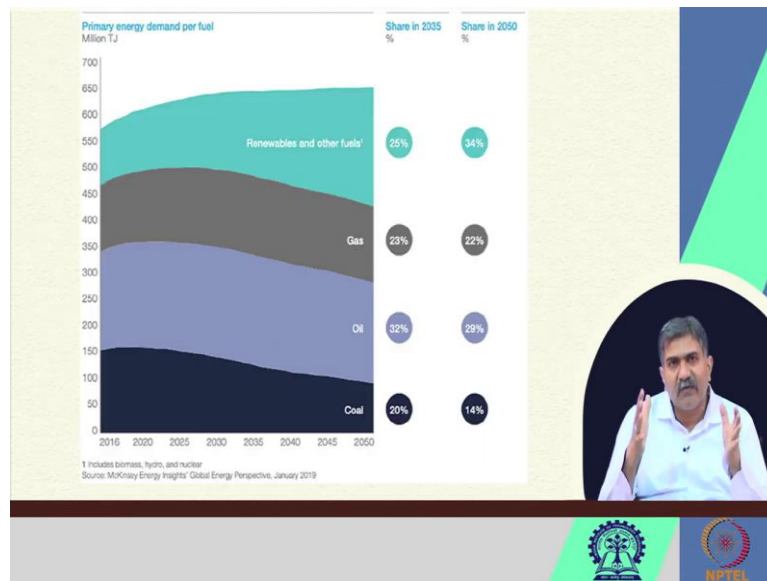 Primary energy demand per fuel
Million TJ
Share in 2035
%
Share in 2050
%
700
650
600
550
500
450
400
350
300
250
200
150
100
50
0
Renewables and other fuels¹
25%
34%
Gas
23%
22%
Oil
32%
29%
Coal
20%
14%
2016 2020 2025 2030 2035 2040 2045 2050
1 Includes biomass, hydro, and nuclear
Source: McKinsey Energy Insights' Global Energy Perspective, January 2019
NPTEL